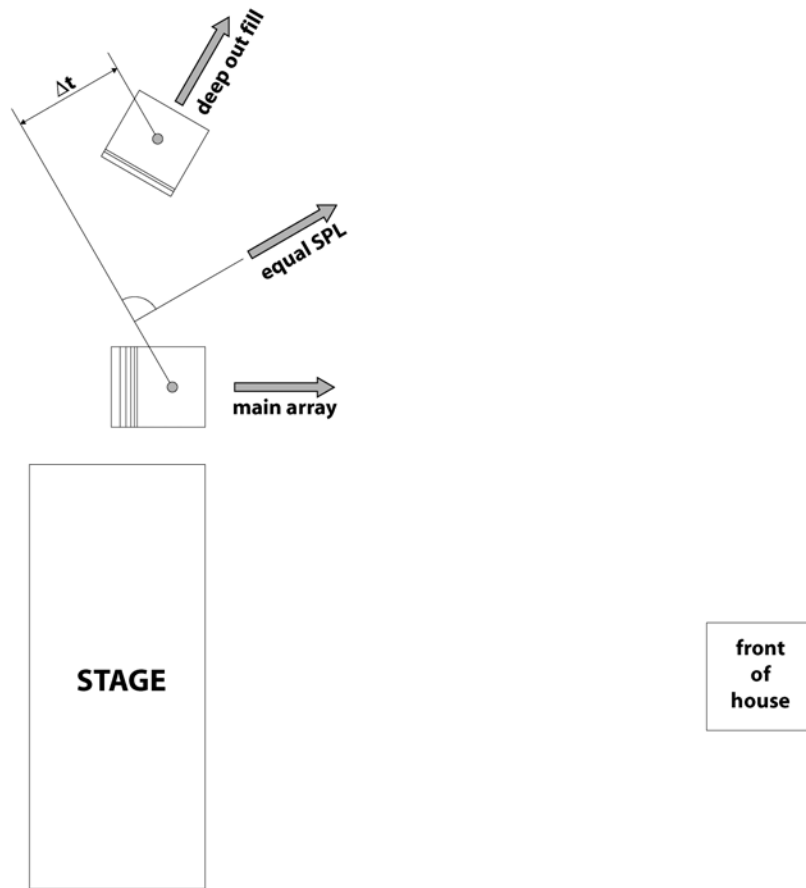 deep out fill
Δt
equal SPL
main array
STAGE
front
of
house